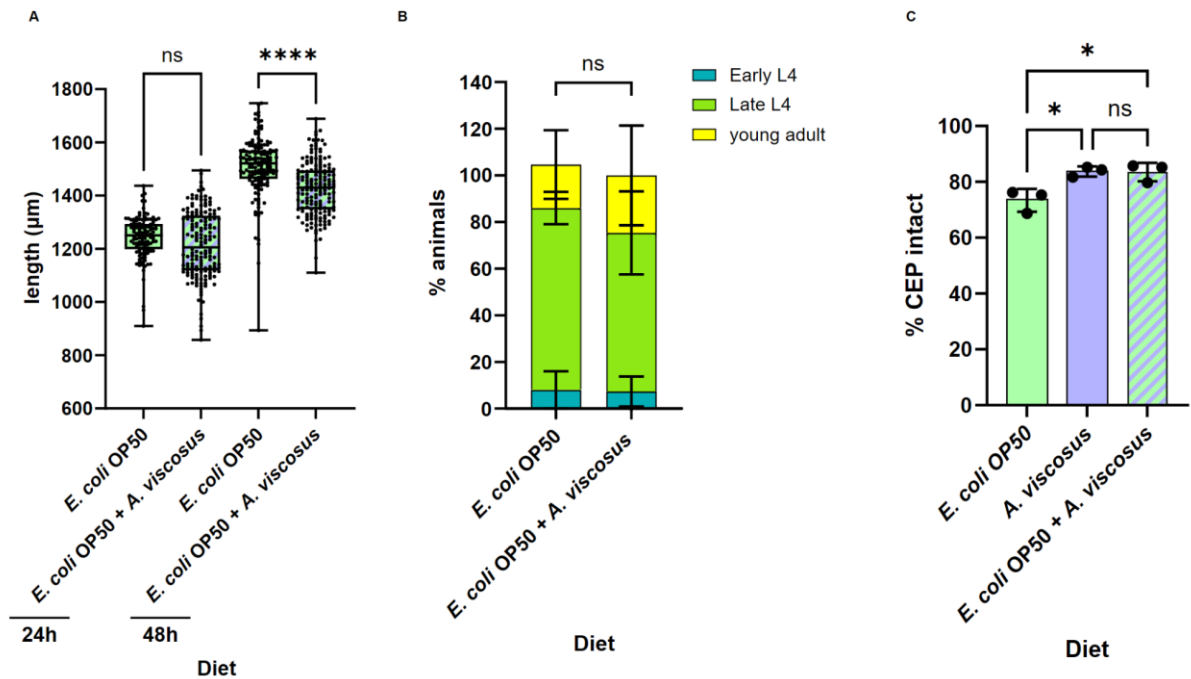 A
ns
****
length (µm)
1800
1600
1400
1200
1000
800
600
E. coli OP50
E. coli OP50 + A. viscosus
E. coli OP50
E. coli OP50 + A. viscosus
24h
48h
Diet
B
ns
Early L4
Late L4
young adult
% animals
140
120
100
80
60
40
20
0
E. coli OP50
E. coli OP50 + A. viscosus
Diet
C
*
*
ns
% CEP intact
100
80
60
40
20
0
E. coli OP50
A. viscosus
E. coli OP50 + A. viscosus
Diet